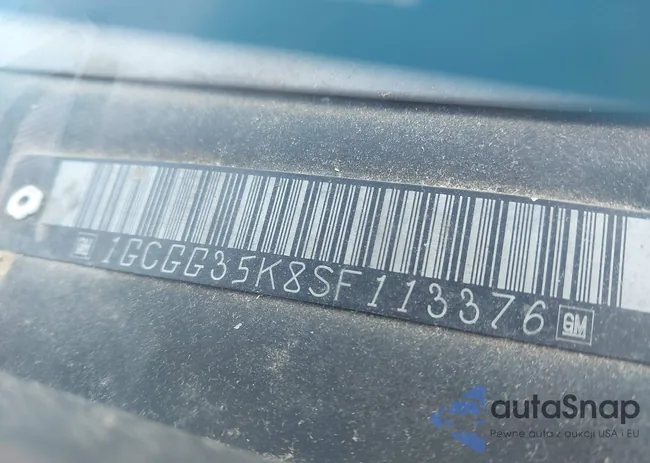 GM 1GCGG35K8SF113376 GM
autaSnap
Pewne auta z aukcji USA i EU